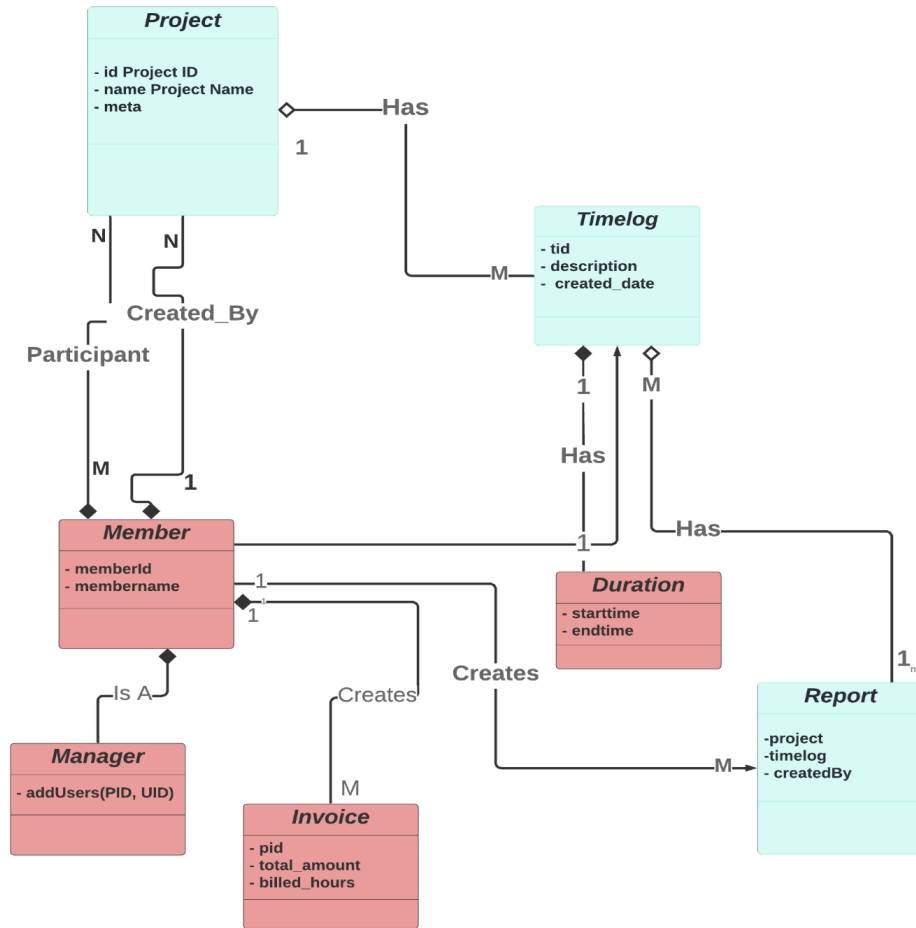 Project
- id Project ID
- name Project Name
- meta
Has
1
Timelog
- tid
- description
- created_date
M
N
N
Created_By
Participant
1
M
Has
M
1
M
1
Has
1
Member
- memberId
- membername
1
1
1
Duration
- starttime
- endtime
Creates
Is A
Creates
1
n
Report
-project
-timelog
- createdBy
M
Manager
- addUsers(PID, UID)
M
Invoice
- pid
- total_amount
- billed_hours